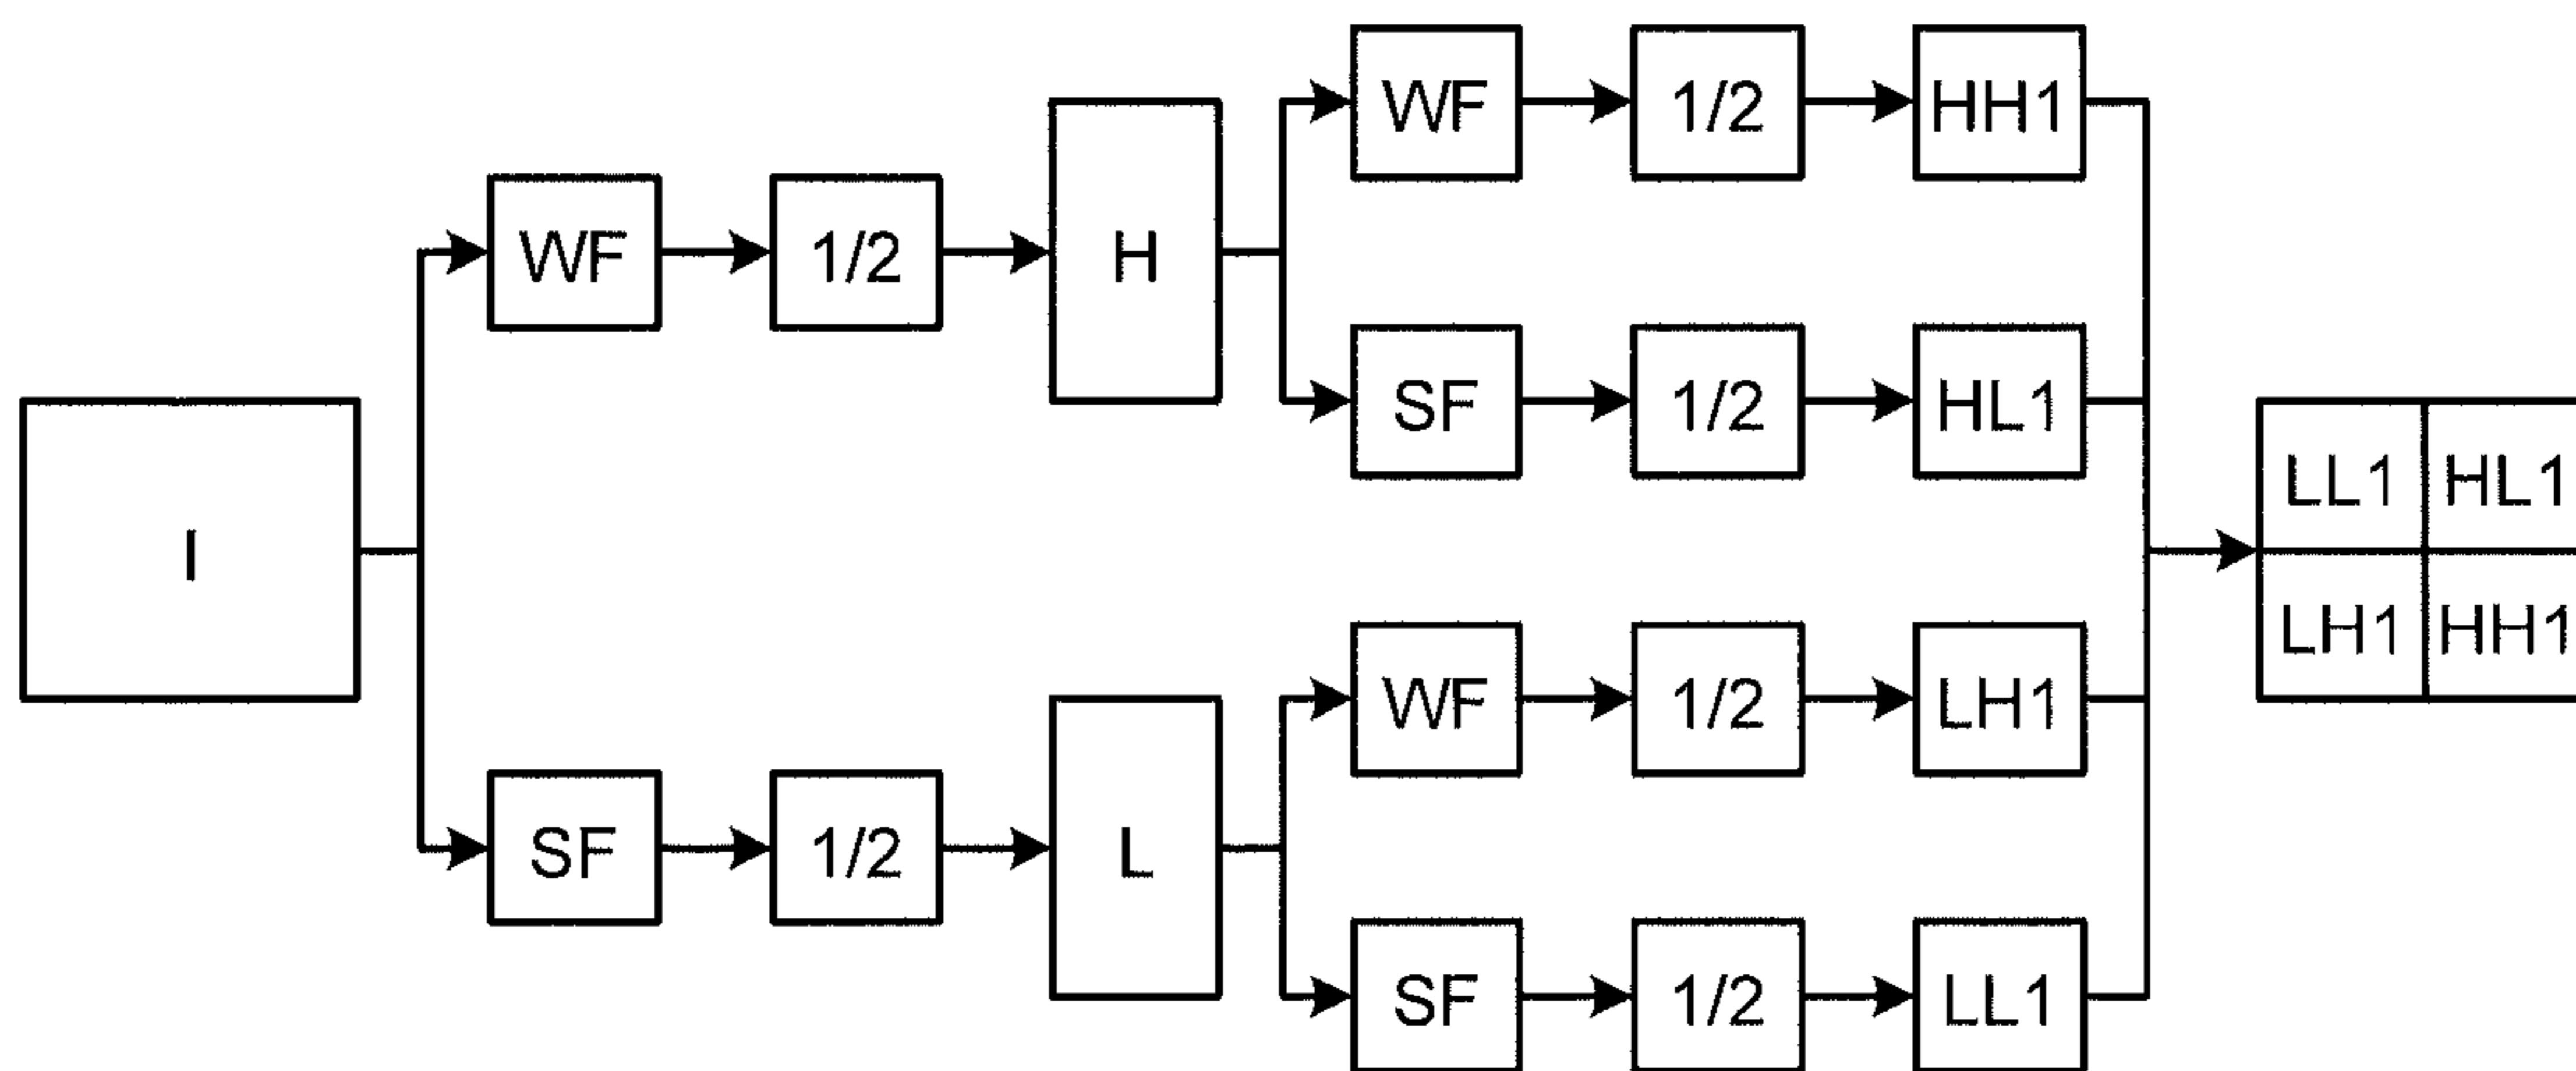 WF 1/2 HH1
WF 1/2 H
SF 1/2 HL1
LL1 HL1
I
LH1 HH1
WF 1/2 LH1
SF 1/2 L
SF 1/2 LL1